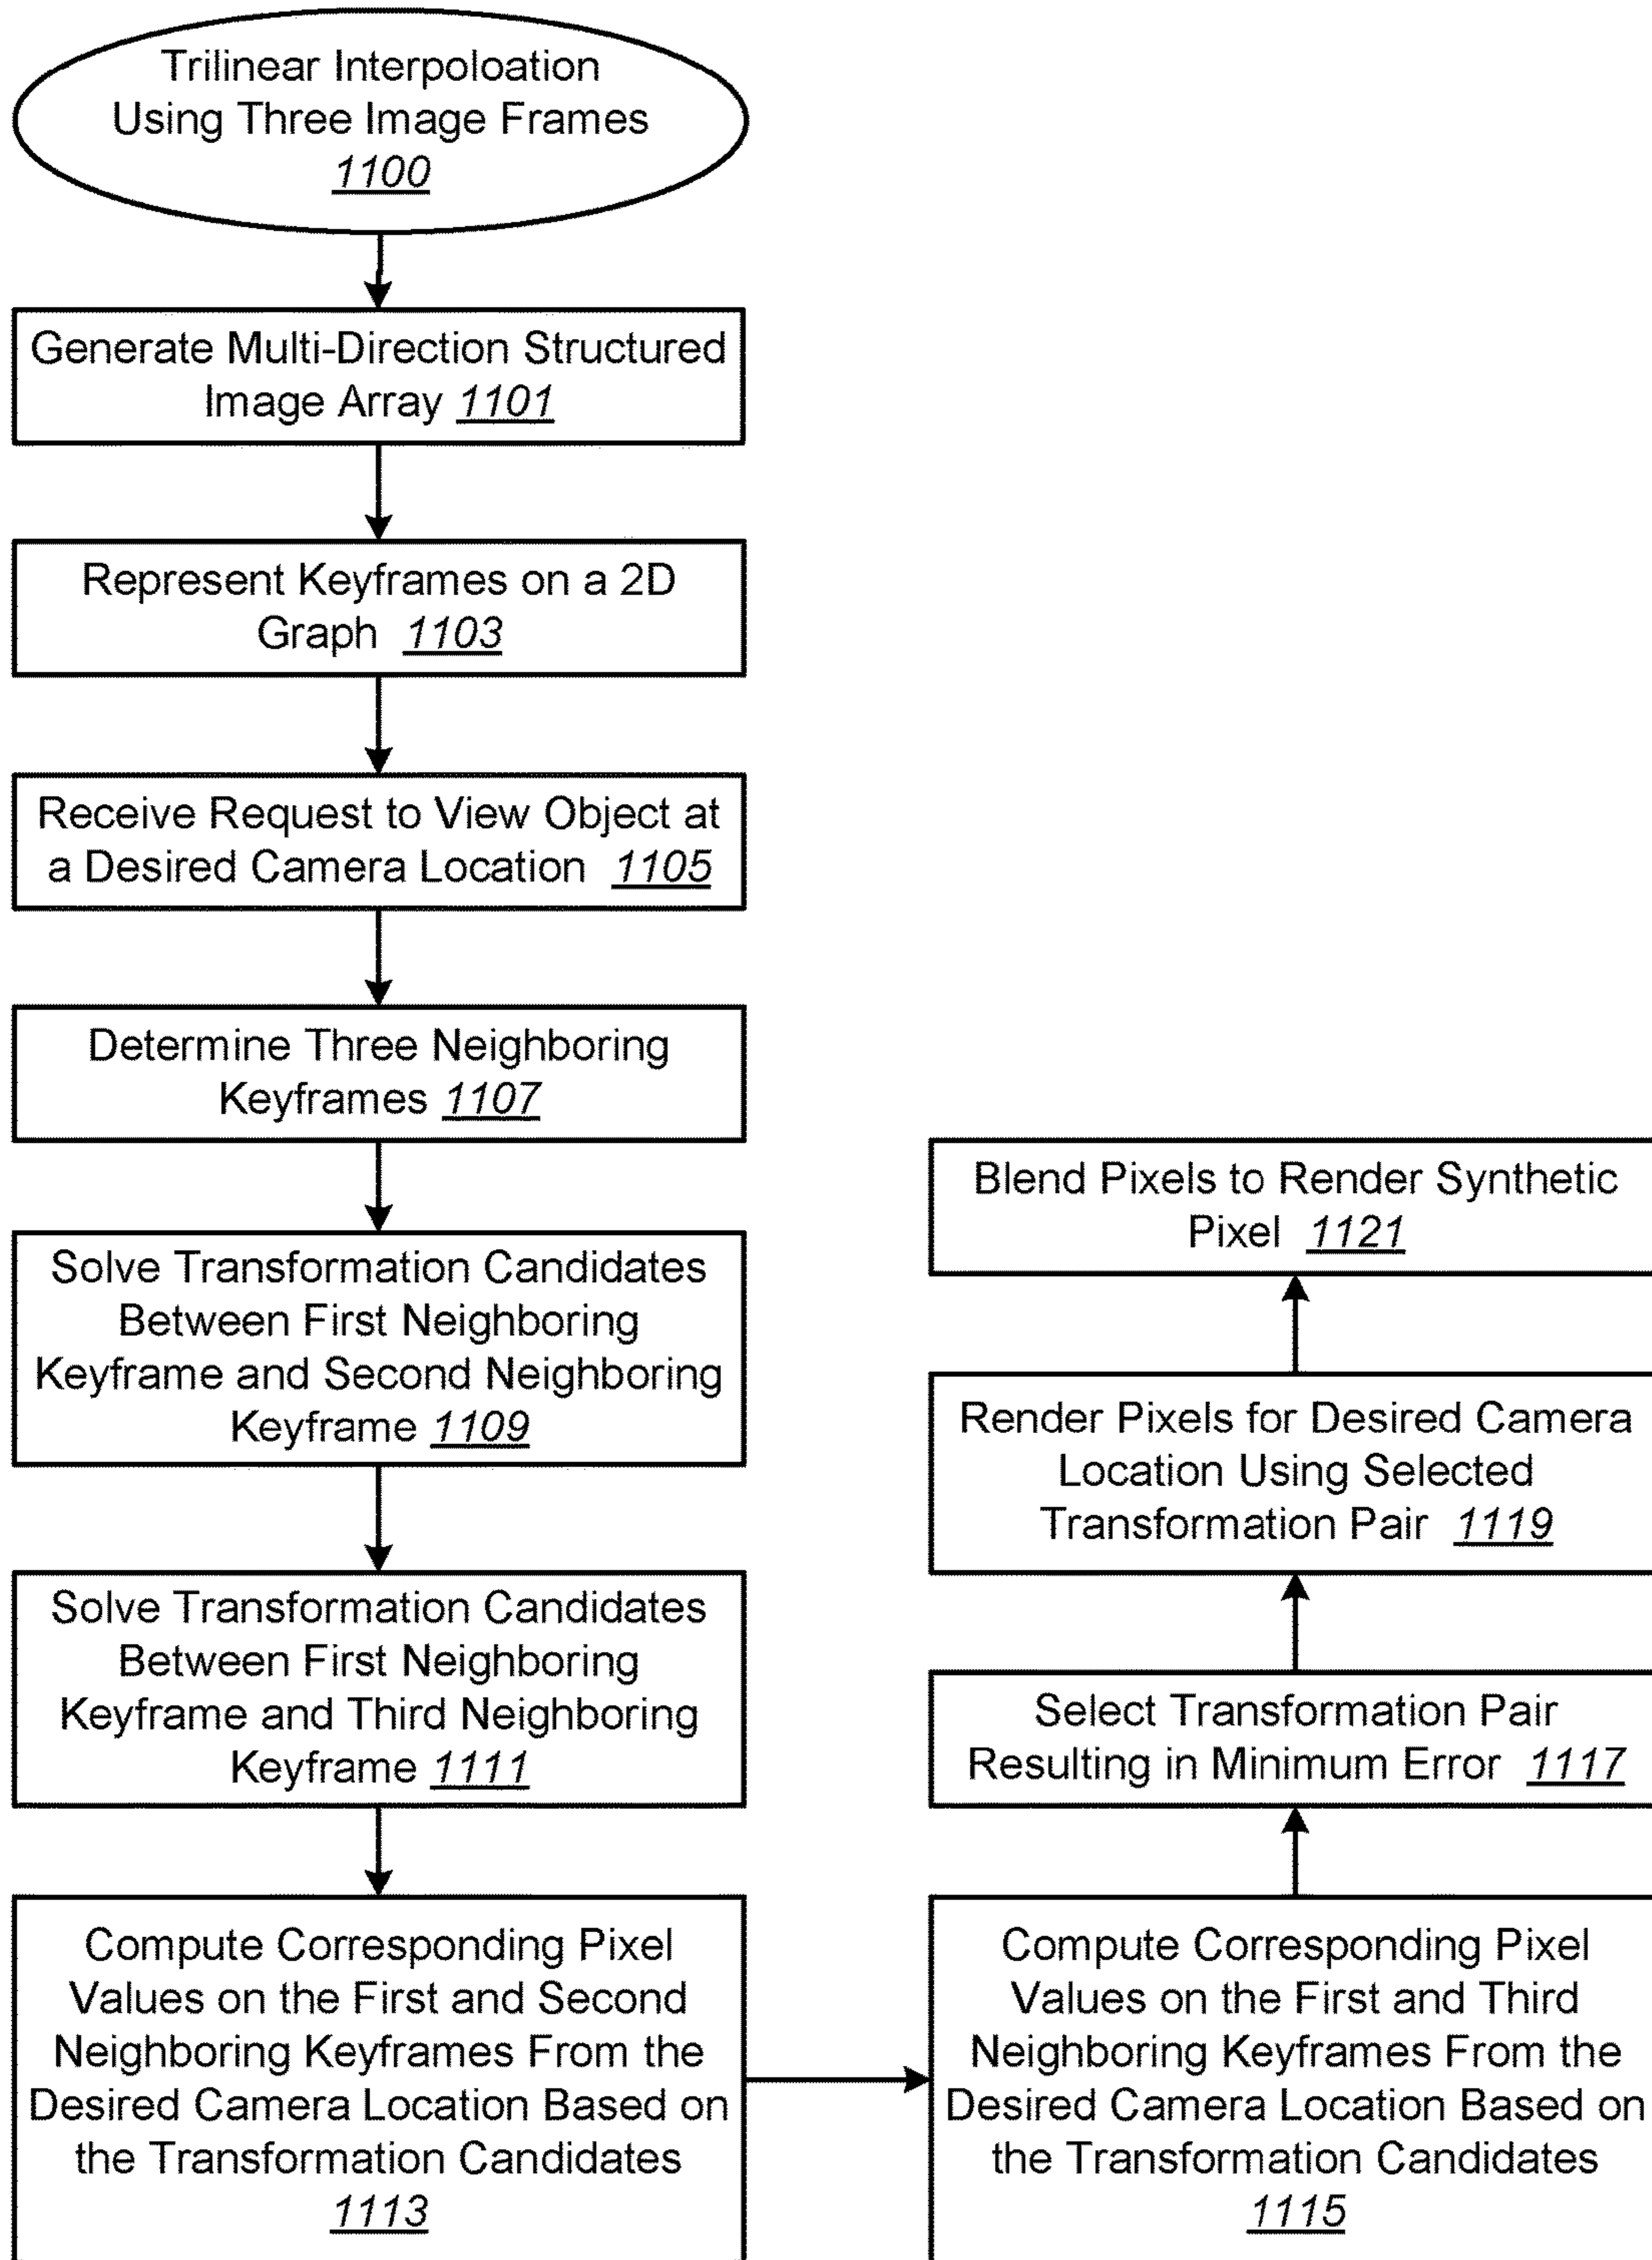 Trilinear Interpoloation
Using Three Image Frames
1100
Generate Multi-Direction Structured
Image Array 1101
Represent Keyframes on a 2D
Graph 1103
Receive Request to View Object at
a Desired Camera Location 1105
Determine Three Neighboring
Keyframes 1107
Solve Transformation Candidates
Between First Neighboring
Keyframe and Second Neighboring
Keyframe 1109
Solve Transformation Candidates
Between First Neighboring
Keyframe and Third Neighboring
Keyframe 1111
Compute Corresponding Pixel
Values on the First and Second
Neighboring Keyframes From the
Desired Camera Location Based on
the Transformation Candidates
1113
Compute Corresponding Pixel
Values on the First and Third
Neighboring Keyframes From the
Desired Camera Location Based on
the Transformation Candidates
1115
Select Transformation Pair
Resulting in Minimum Error 1117
Render Pixels for Desired Camera
Location Using Selected
Transformation Pair 1119
Blend Pixels to Render Synthetic
Pixel 1121